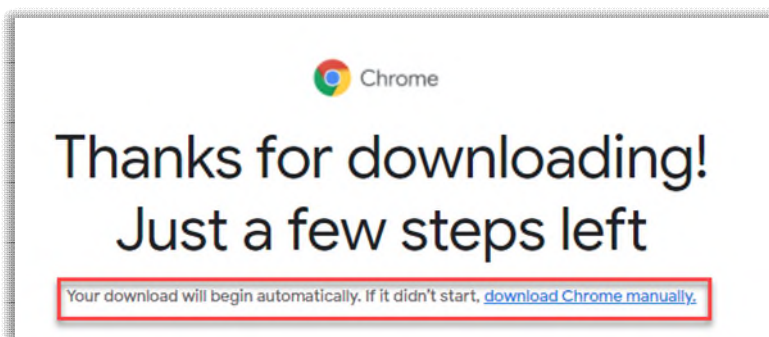 Chrome
Thanks for downloading!
Just a few steps left
Your download will begin automatically. If it didn't start, download Chrome manually.